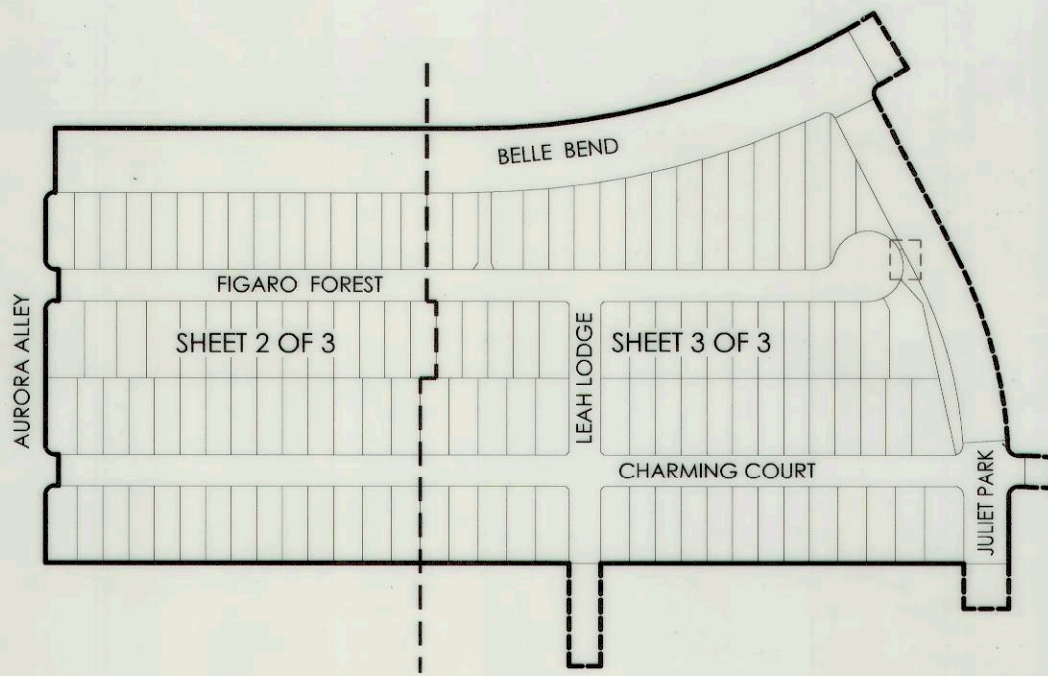 BELLE BEND
FIGARO FOREST
AURORA ALLEY
SHEET 2 OF 3
LEAH LODGE
SHEET 3 OF 3
CHARMING COURT
JULIET PARK